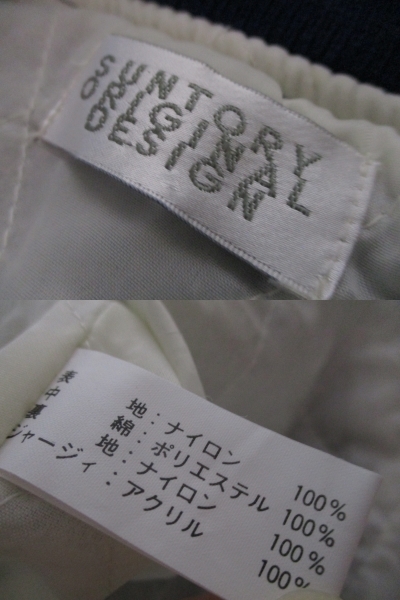 SUNTORY
ORIGINAL
DESIGN
表 地:ナイロン 100%
中 綿:ポリエステル 100%
裏 地:ナイロン 100%
ジャージィ:アクリル 100%